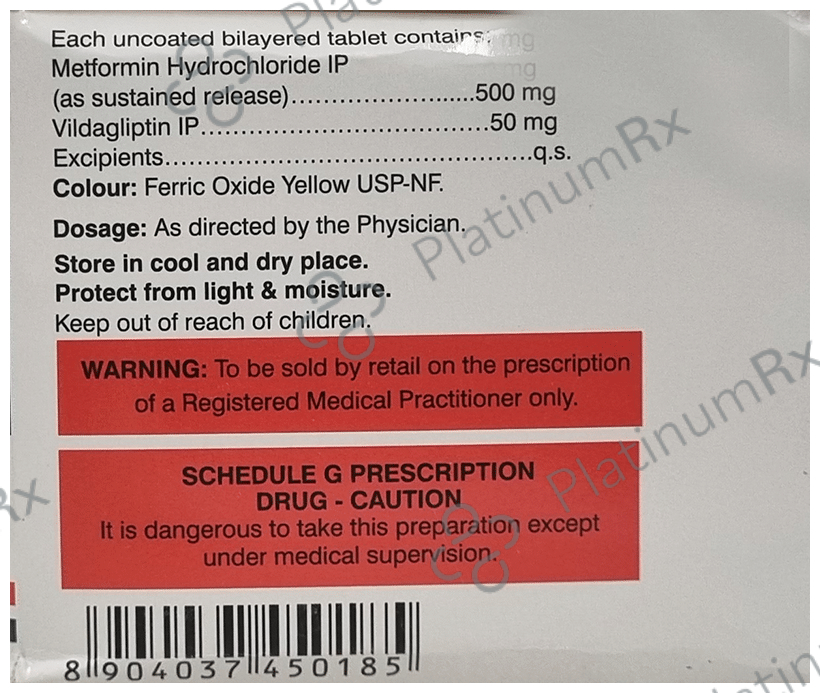 Each uncoated bilayered tablet contains:
Metformin Hydrochloride IP
(as sustained release)..........................500 mg
Vildagliptin IP.......................................50 mg
Excipients.................................................q.s.
Colour: Ferric Oxide Yellow USP-NF.
Dosage: As directed by the Physician.
Store in cool and dry place.
Protect from light & moisture.
Keep out of reach of children.
WARNING: To be sold by retail on the prescription
of a Registered Medical Practitioner only.
SCHEDULE G PRESCRIPTION
DRUG - CAUTION
It is dangerous to take this preparation except
under medical supervision.
8 904037 450185
PlatinumRx
PlatinumRx